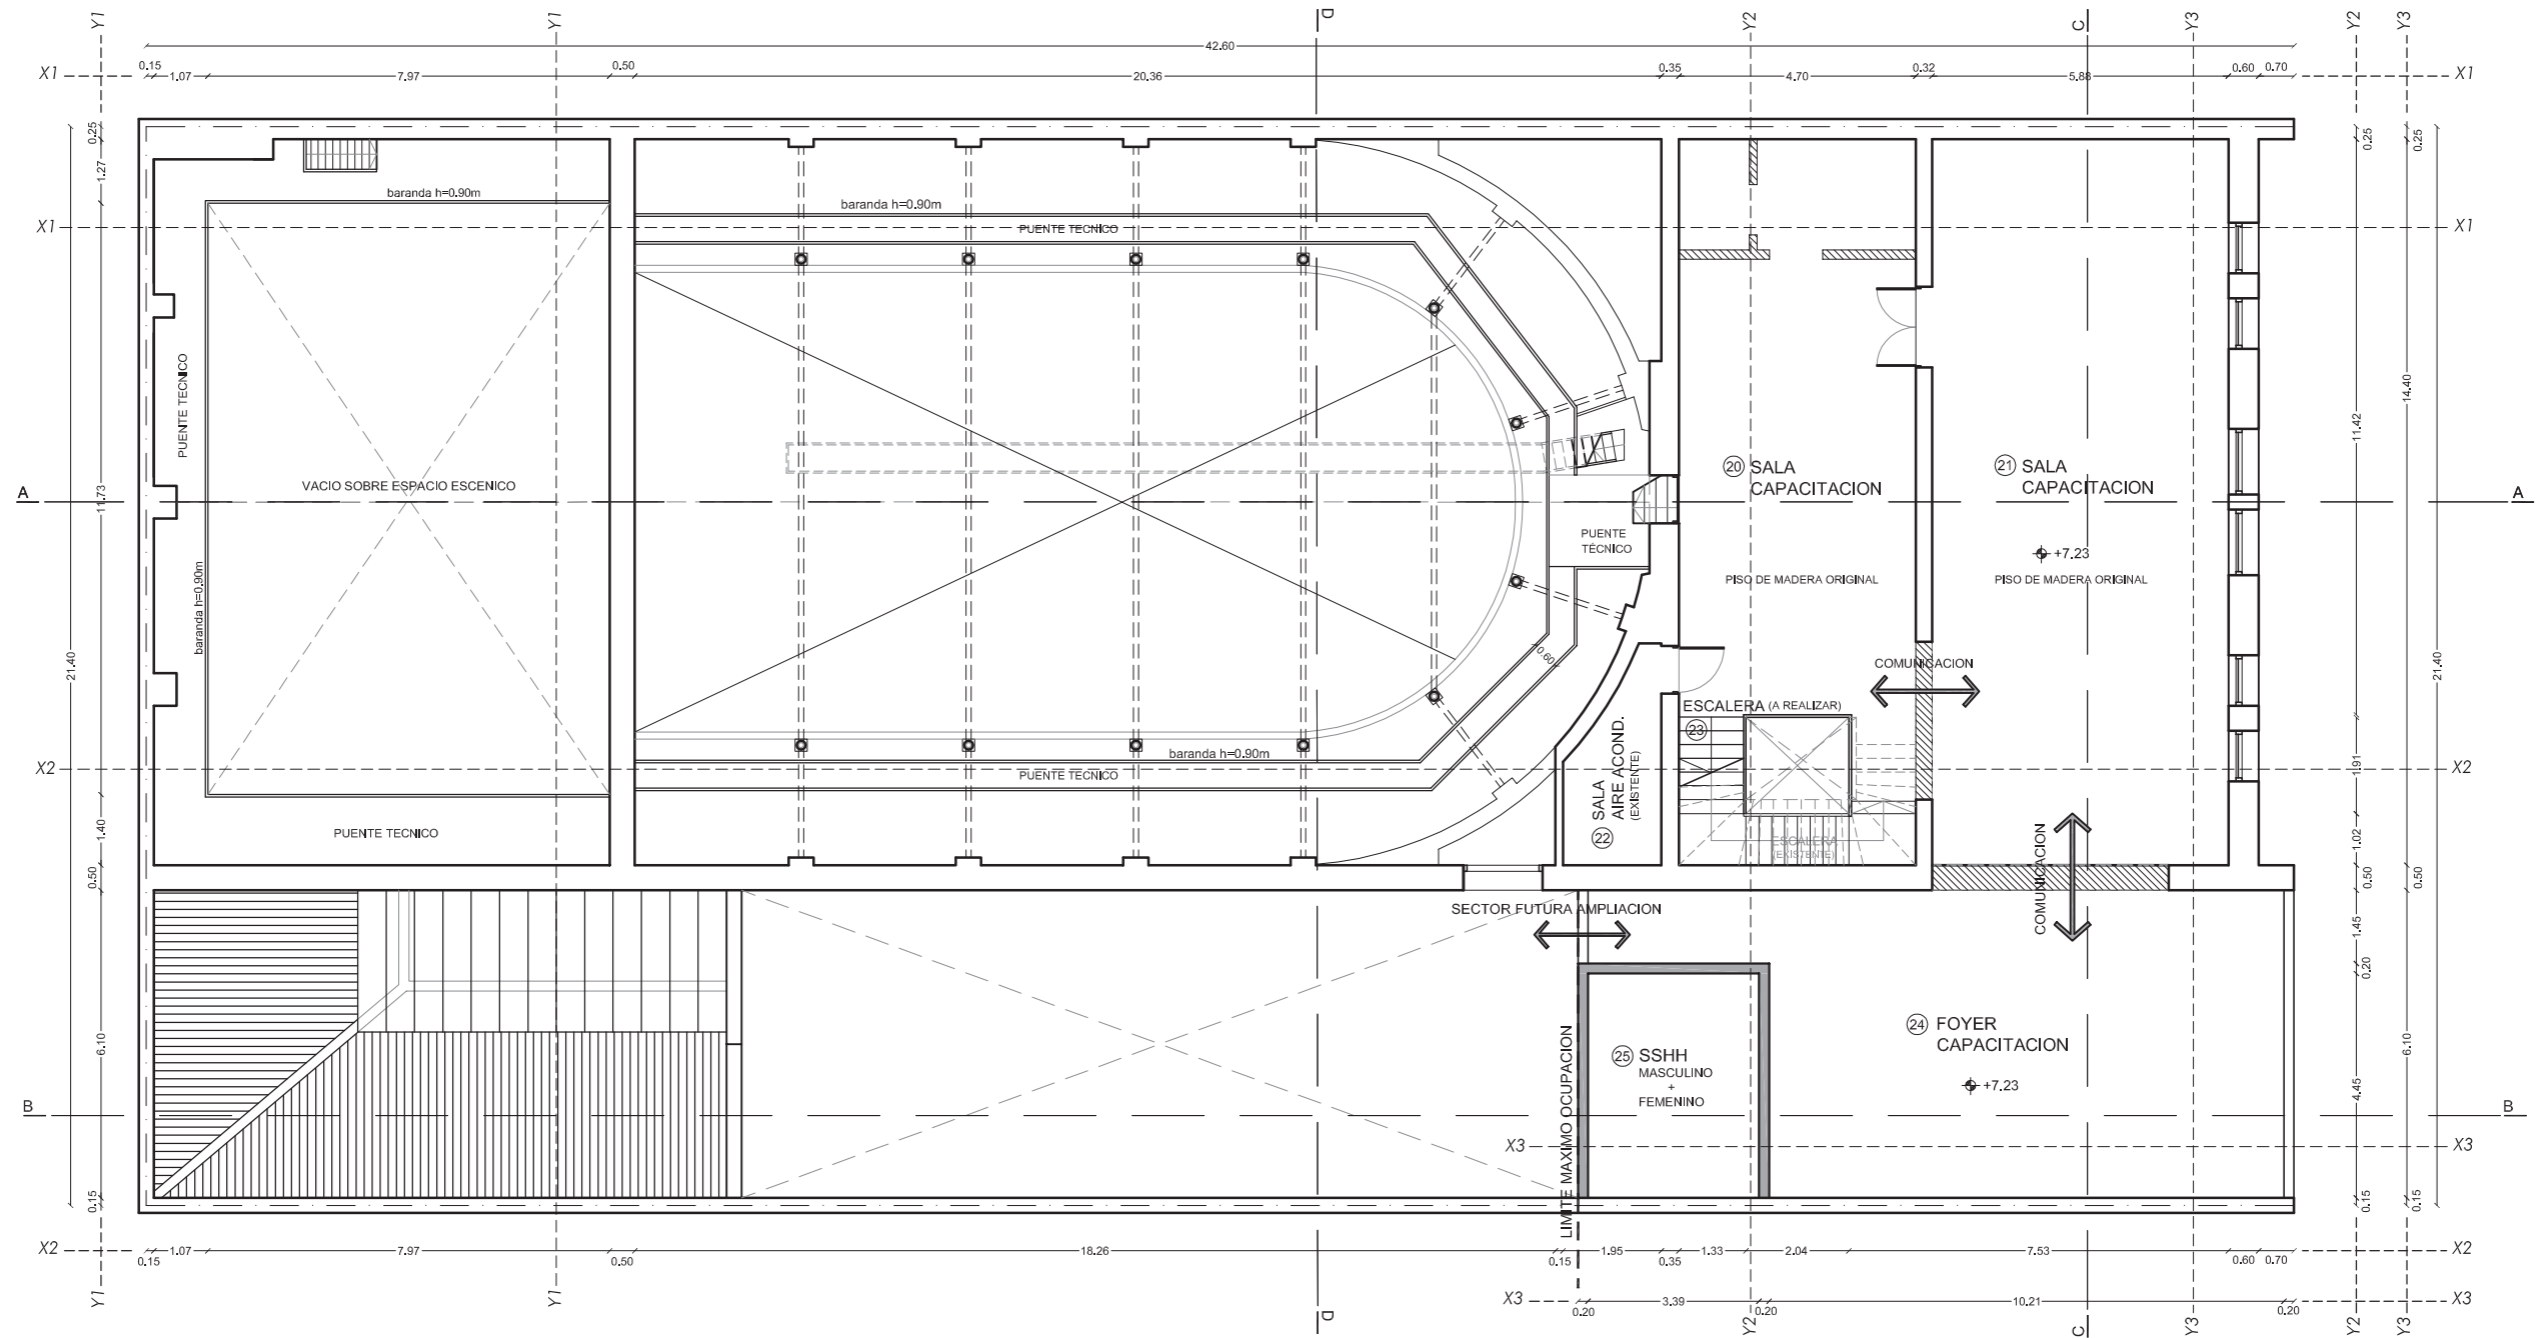 Y1
Y1
D
Y2
C
Y3
Y2
Y3
42.60
X1
0.15
1.07
7.97
0.50
20.36
0.35
4.70
0.32
5.88
0.60
0.70
X1
0.25
1.27
0.25
0.25
baranda h=0.90m
baranda h=0.90m
X1
PUENTE TECNICO
X1
PUENTE TECNICO
11.42
14.40
20 SALA
CAPACITACION
21 SALA
CAPACITACION
A
VACIO SOBRE ESPACIO ESCENICO
11.73
A
PUENTE
TÉCNICO
+7.23
PISO DE MADERA ORIGINAL
PISO DE MADERA ORIGINAL
baranda h=0.90m
21.40
21.40
0.60
COMUNICACION
ESCALERA (A REALIZAR)
23
22 SALA
AIRE ACOND.
(EXISTENTE)
baranda h=0.90m
X2
PUENTE TECNICO
1.91
X2
PUENTE TECNICO
1.40
ESCALERA
(EXISTENTE)
1.02
0.50
0.50
0.50
COMUNICACION
SECTOR FUTURA AMPLIACION
1.45
0.20
24 FOYER
CAPACITACION
25 SSHH
MASCULINO
+
FEMENINO
+7.23
6.10
6.10
4.45
LIMITE MAXIMO OCUPACION
B
B
X3
X3
0.15
0.15
0.15
X2
0.15
1.07
7.97
0.50
18.26
0.15
1.95
0.35
1.33
2.04
7.53
0.60
0.70
X2
X3
0.20
3.39
0.20
10.21
0.20
X3
Y1
Y1
D
Y2
C
Y3
Y2
Y3